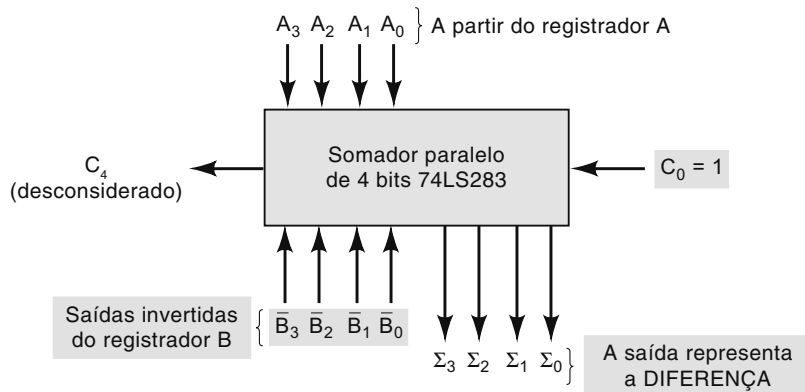 A₃ A₂ A₁ A₀ } A partir do registrador A
C₄
(desconsiderado)
Somador paralelo
de 4 bits 74LS283
C₀ = 1
Saídas invertidas
do registrador B
{ B̅₃ B̅₂ B̅₁ B̅₀
Σ₃ Σ₂ Σ₁ Σ₀ }
A saída representa
a DIFERENÇA